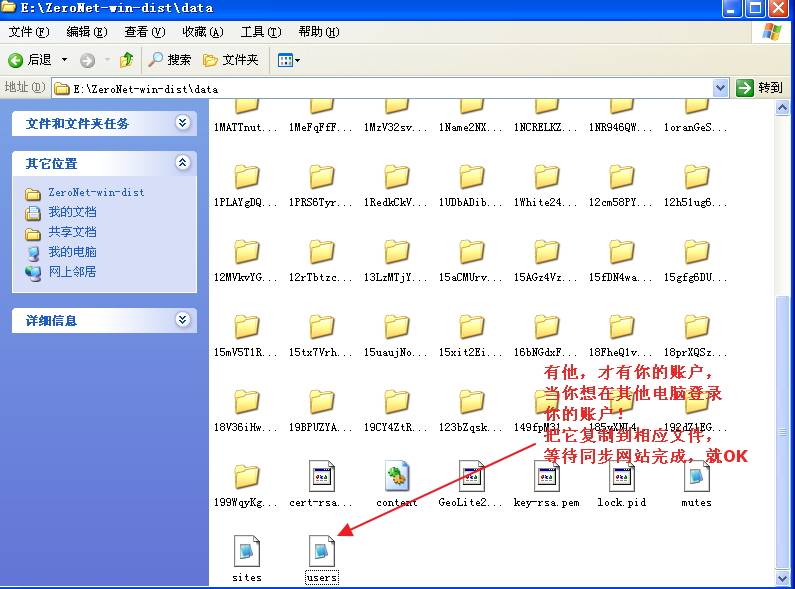 E:\ZeroNet-win-dist\data
文件(F) 编辑(E) 查看(V) 收藏(A) 工具(T) 帮助(H)
后退 搜索 文件夹
地址(D) E:\ZeroNet-win-dist\data 转到
文件和文件夹任务
其它位置
ZeroNet-win-dist
我的文档
共享文档
我的电脑
网上邻居
详细信息
1MATTnut... 1MeFqFfF... 1MzV32sv... 1Name2NX... 1NCRELKZ... 1NR946QW... 1oranGeS...
1PLAYgDQ... 1PRS6Tyr... 1RedkCkV... 1UDbADib... 1White24... 12cm58PY... 12h51ug6...
12MVkvYG... 12rTbtzc... 13LzMTjY... 15aCMUrv... 15AGz4Vz... 15fDN4wa... 15gfg6DU...
15mV5T1R... 15tx7Vrh... 15uaujNo... 15xit2Ei... 16bNGdxF... 18FheQ1v... 18prXQSz...
有他，才有你的账户，
当你想在其他电脑登录
你的账户！
把它复制到相应文件，
等待同步网站完成，就OK
18V36iHw... 19BPUZYA... 19CY4ZtR... 123bZqsk... 149fpM31... 192dZ1EG...
199WqyKg... cert-rsa... content GeoLite2... key-rsa.pem lock.pid mutes
sites users